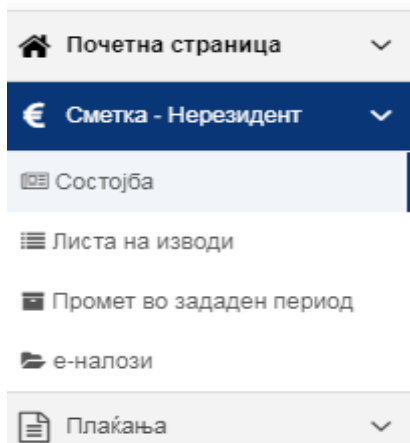 Почетна страница
Сметка - Нерезидент
Состојба
Листа на изводи
Промет во зададен период
е-налози
Плаќања